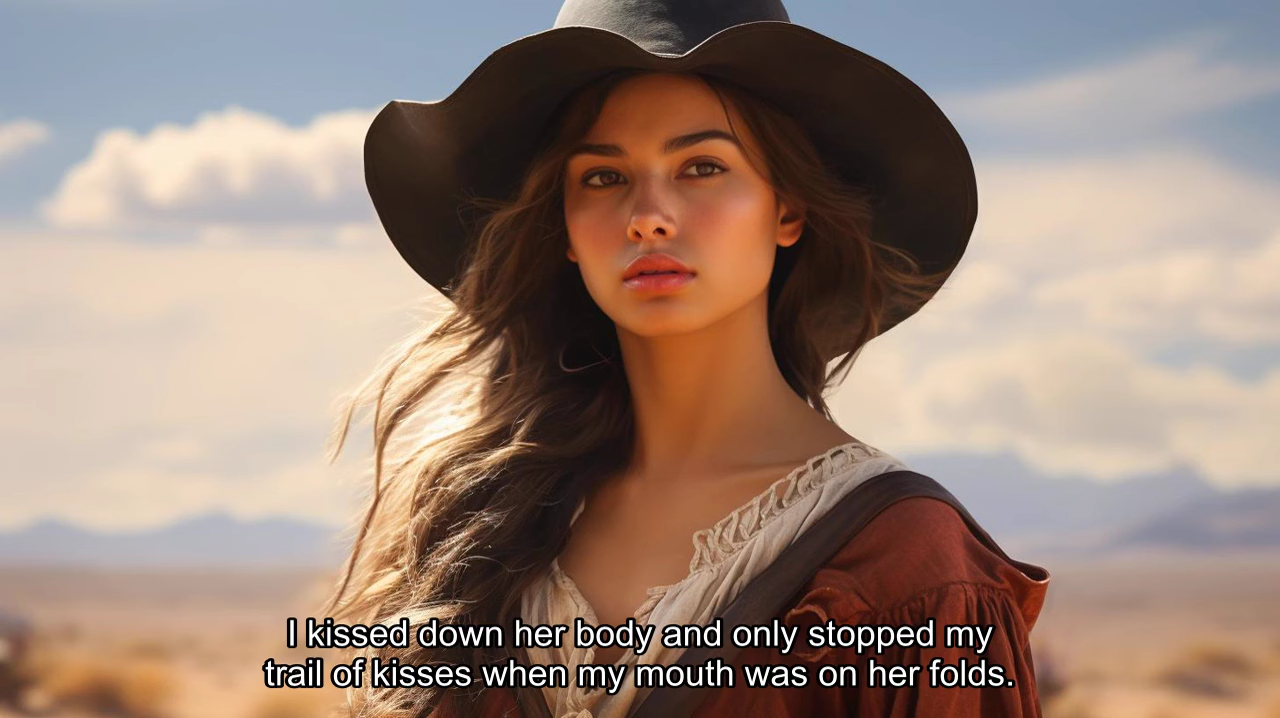 I kissed down her body and only stopped my
trail of kisses when my mouth was on her folds.